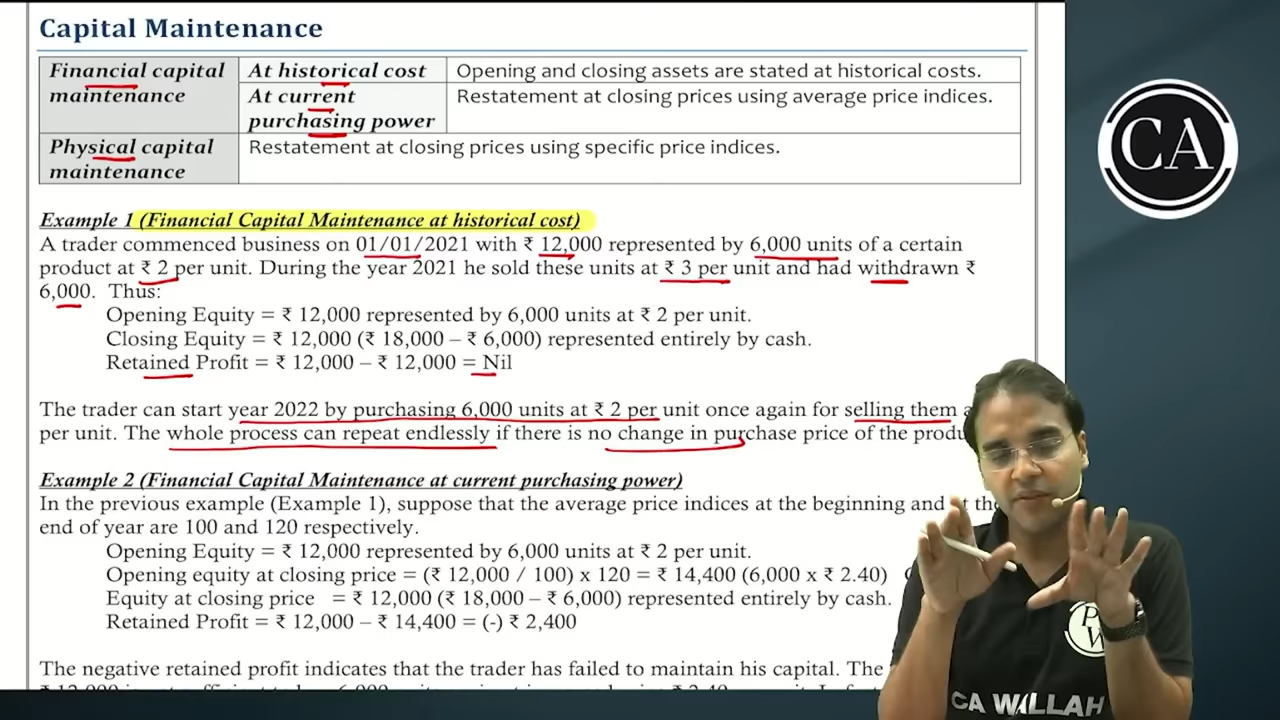 Capital Maintenance
Financial capital maintenance
At historical cost
Opening and closing assets are stated at historical costs.
At current purchasing power
Restatement at closing prices using average price indices.
Physical capital maintenance
Restatement at closing prices using specific price indices.
CA
Example 1 (Financial Capital Maintenance at historical cost)
A trader commenced business on 01/01/2021 with ₹ 12,000 represented by 6,000 units of a certain
product at ₹ 2 per unit. During the year 2021 he sold these units at ₹ 3 per unit and had withdrawn ₹
6,000. Thus:
Opening Equity = ₹ 12,000 represented by 6,000 units at ₹ 2 per unit.
Closing Equity = ₹ 12,000 (₹ 18,000 – ₹ 6,000) represented entirely by cash.
Retained Profit = ₹ 12,000 – ₹ 12,000 = Nil
The trader can start year 2022 by purchasing 6,000 units at ₹ 2 per unit once again for selling them
per unit. The whole process can repeat endlessly if there is no change in purchase price of the
Example 2 (Financial Capital Maintenance at current purchasing power)
In the previous example (Example 1), suppose that the average price indices at the beginning and
end of year are 100 and 120 respectively.
Opening Equity = ₹ 12,000 represented by 6,000 units at ₹ 2 per unit.
Opening equity at closing price = (₹ 12,000 / 100) x 120 = ₹ 14,400 (6,000 x ₹ 2.40)
Equity at closing price = ₹ 12,000 (₹ 18,000 – ₹ 6,000) represented entirely by cash.
Retained Profit = ₹ 12,000 – ₹ 14,400 = (-) ₹ 2,400
The negative retained profit indicates that the trader has failed to maintain his capital. The
PW
CA WALLAH